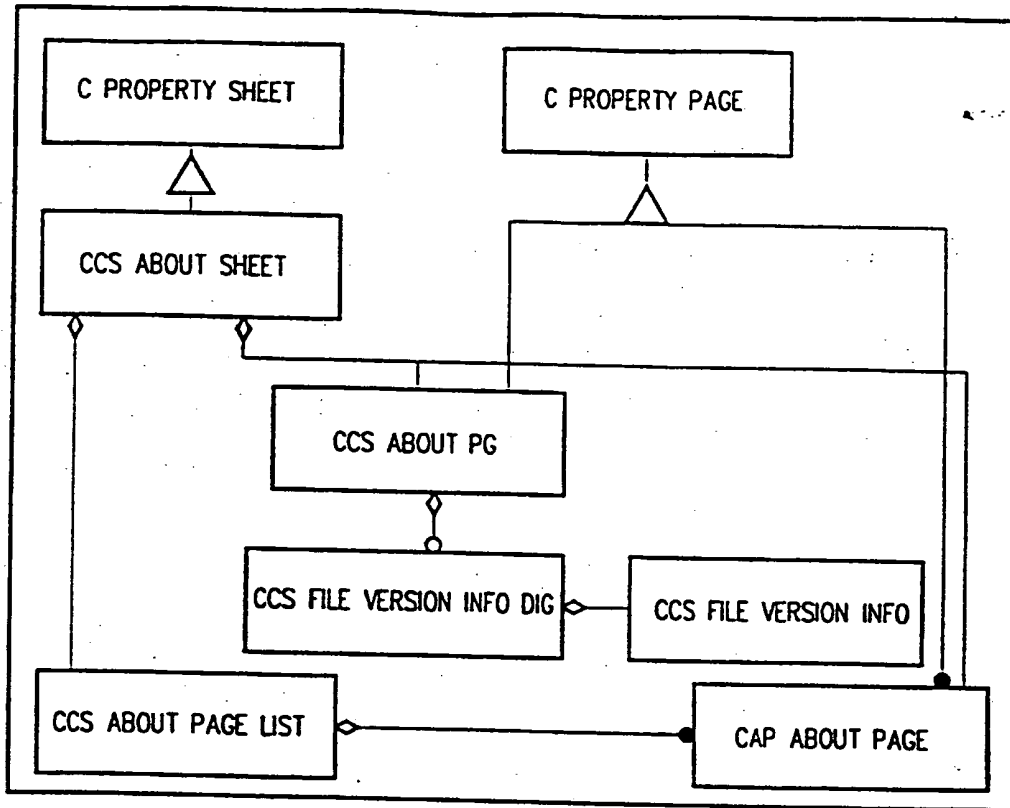 C PROPERTY SHEET
C PROPERTY PAGE
CCS ABOUT SHEET
CCS ABOUT PG
CCS FILE VERSION INFO DIG
CCS FILE VERSION INFO
CCS ABOUT PAGE LIST
CAP ABOUT PAGE